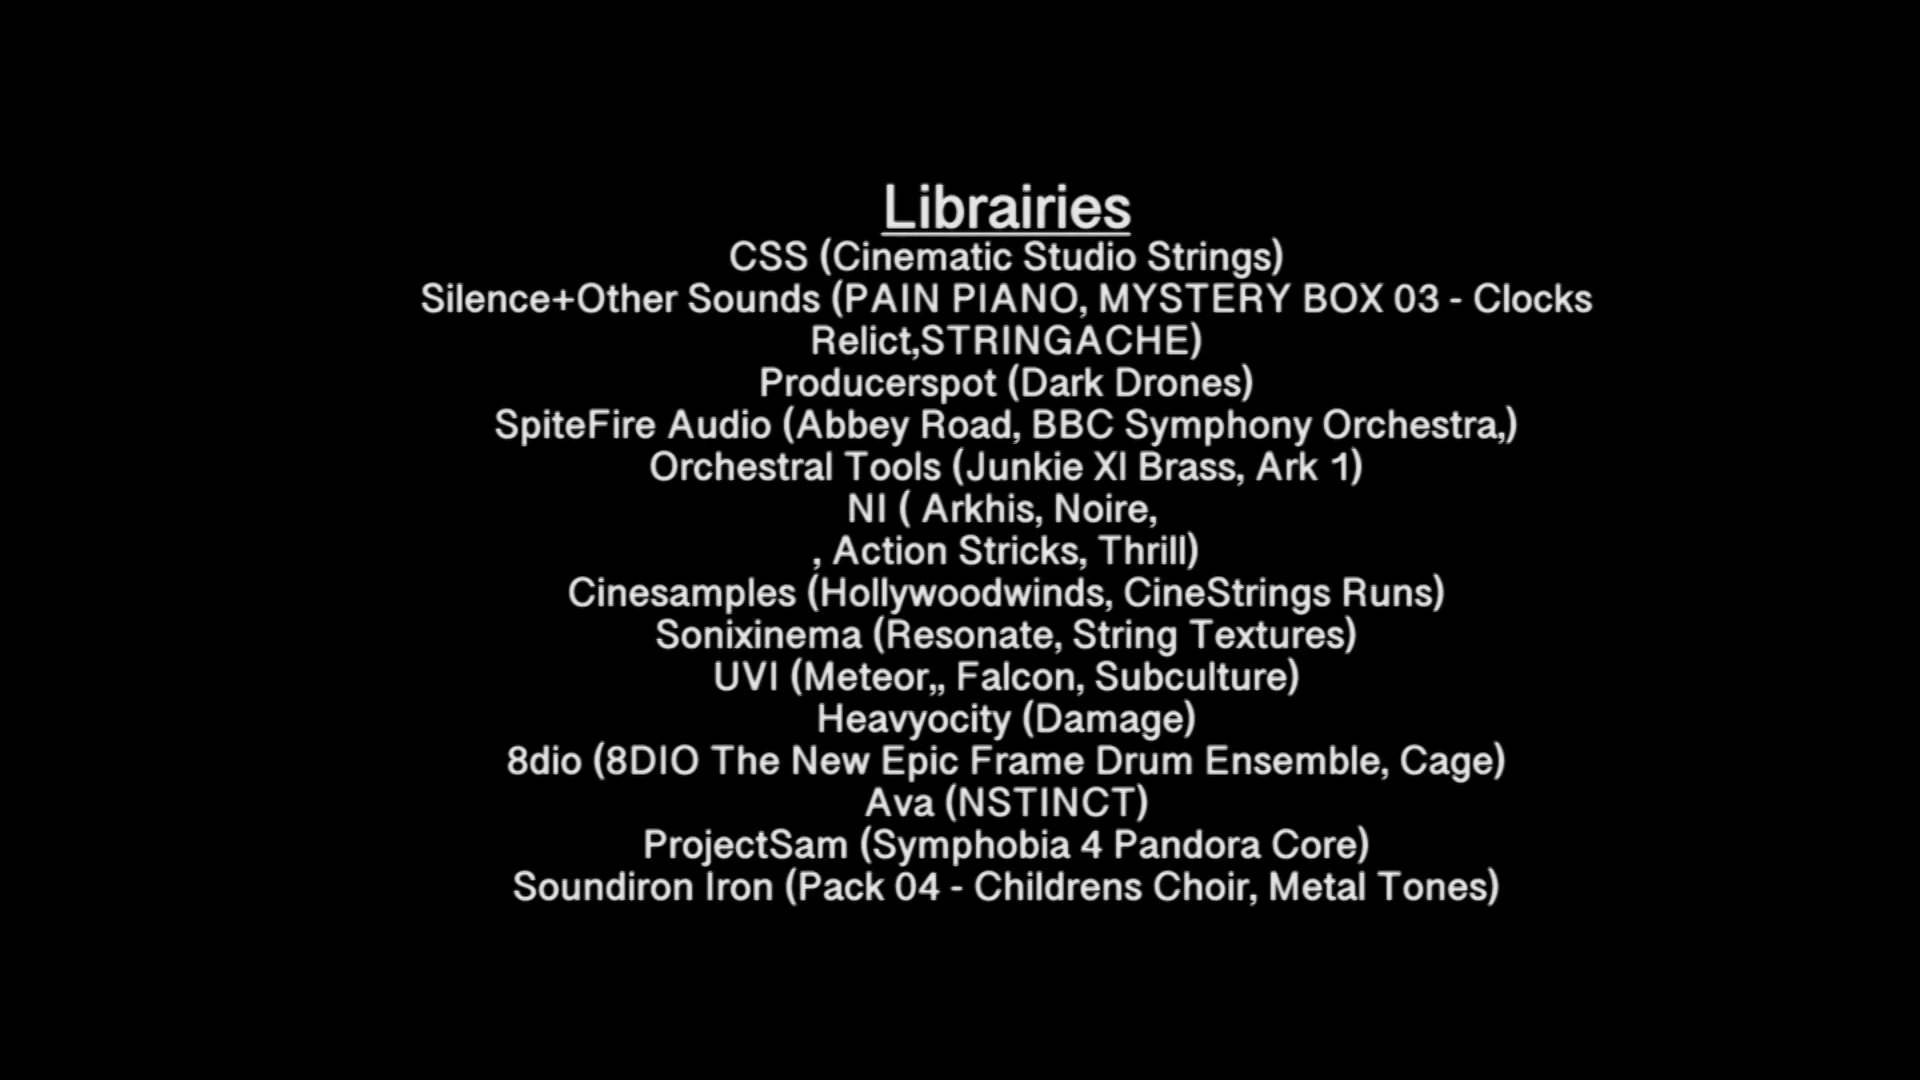 Librairies
CSS (Cinematic Studio Strings)
Silence+Other Sounds (PAIN PIANO, MYSTERY BOX 03 - Clocks
Relict,STRINGACHE)
Producerspot (Dark Drones)
SpiteFire Audio (Abbey Road, BBC Symphony Orchestra,)
Orchestral Tools (Junkie Xl Brass, Ark 1)
NI ( Arkhis, Noire,
, Action Stricks, Thrill)
Cinesamples (Hollywoodwinds, CineStrings Runs)
Sonixinema (Resonate, String Textures)
UVI (Meteor,, Falcon, Subculture)
Heavyocity (Damage)
8dio (8DIO The New Epic Frame Drum Ensemble, Cage)
Ava (NSTINCT)
ProjectSam (Symphobia 4 Pandora Core)
Soundiron Iron (Pack 04 - Childrens Choir, Metal Tones)